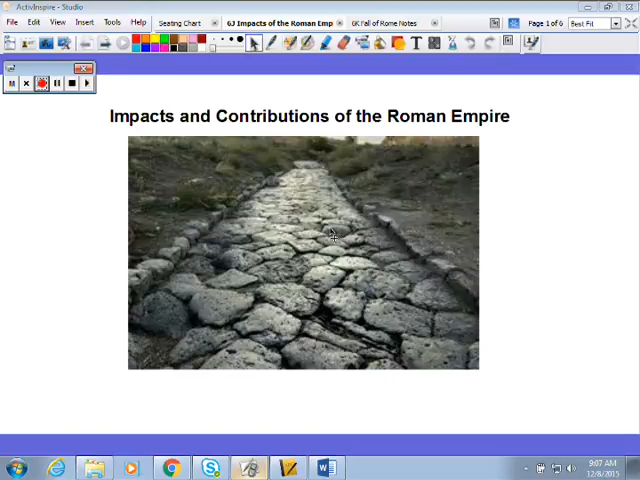 ActivInspire - Studio
File Edit View Insert Tools Help
Seating Chart
6J Impacts of the Roman Emp
6K Fall of Rome Notes
Page 1 of 6
Best Fit
Impacts and Contributions of the Roman Empire
9:07 AM
12/8/2015